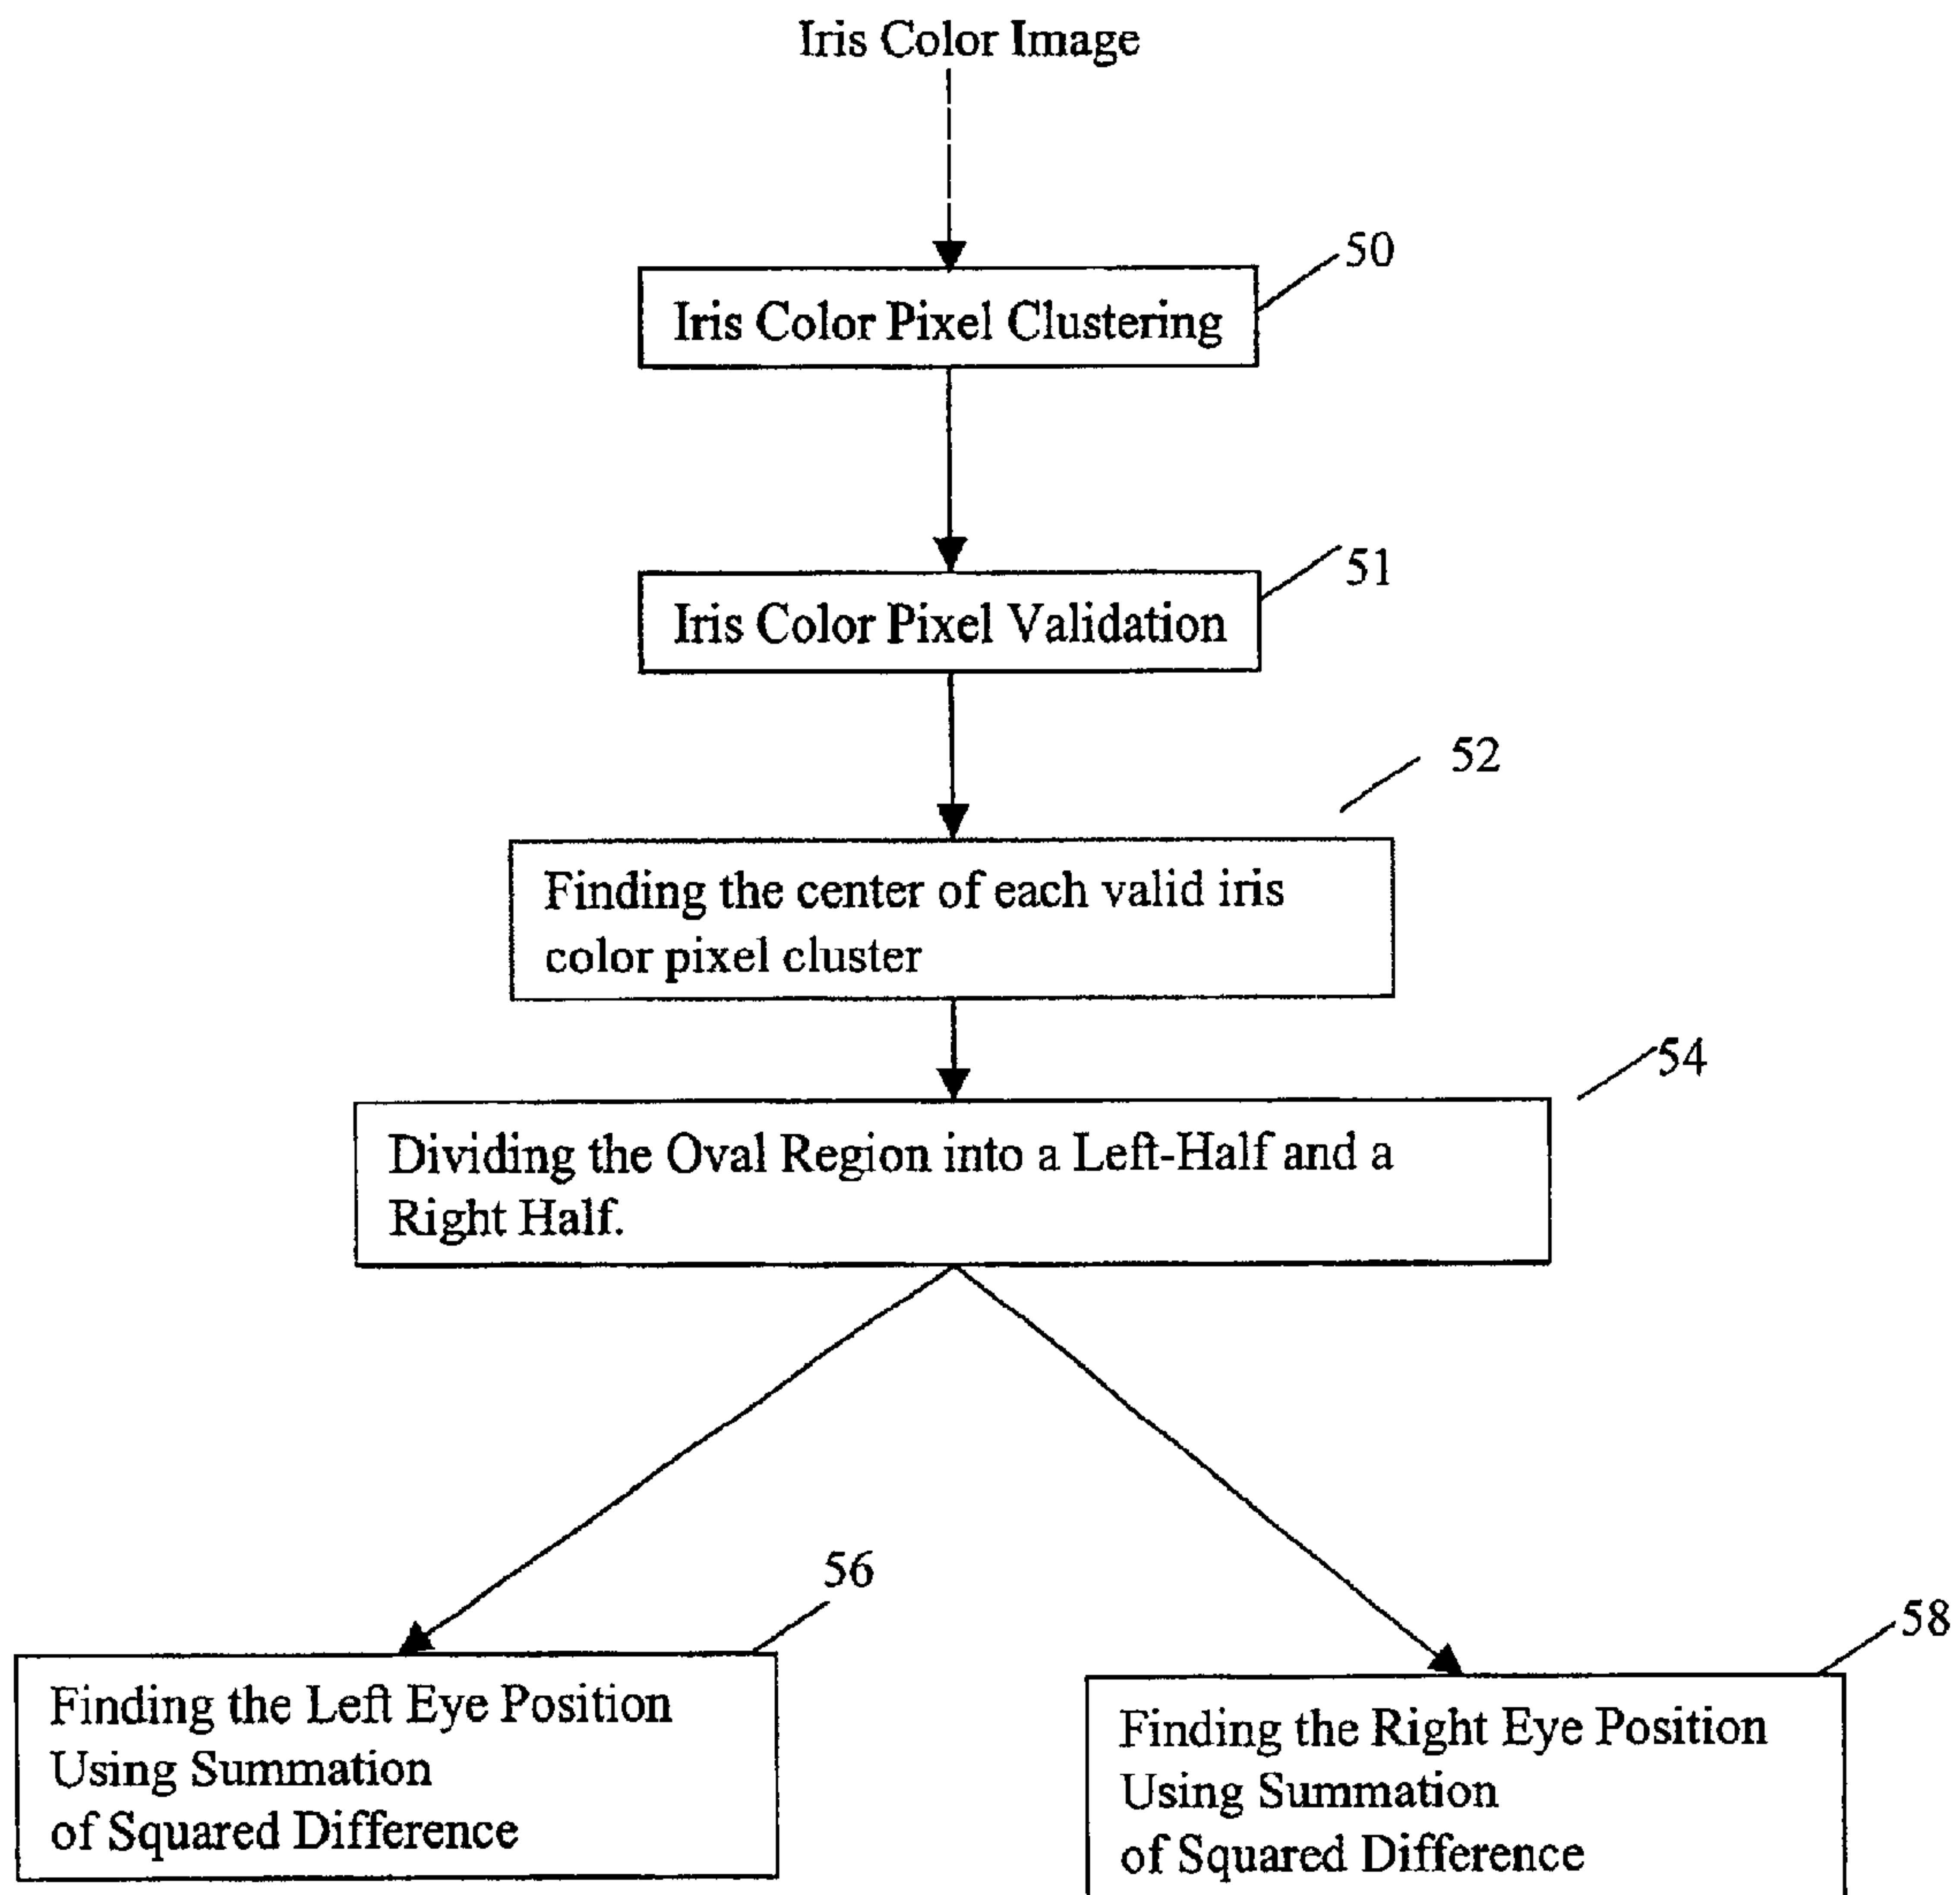 Iris Color Image
50
Iris Color Pixel Clustering
51
Iris Color Pixel Validation
52
Finding the center of each valid iris
color pixel cluster
54
Dividing the Oval Region into a Left-Half and a
Right Half.
56
Finding the Left Eye Position
Using Summation
of Squared Difference
58
Finding the Right Eye Position
Using Summation
of Squared Difference